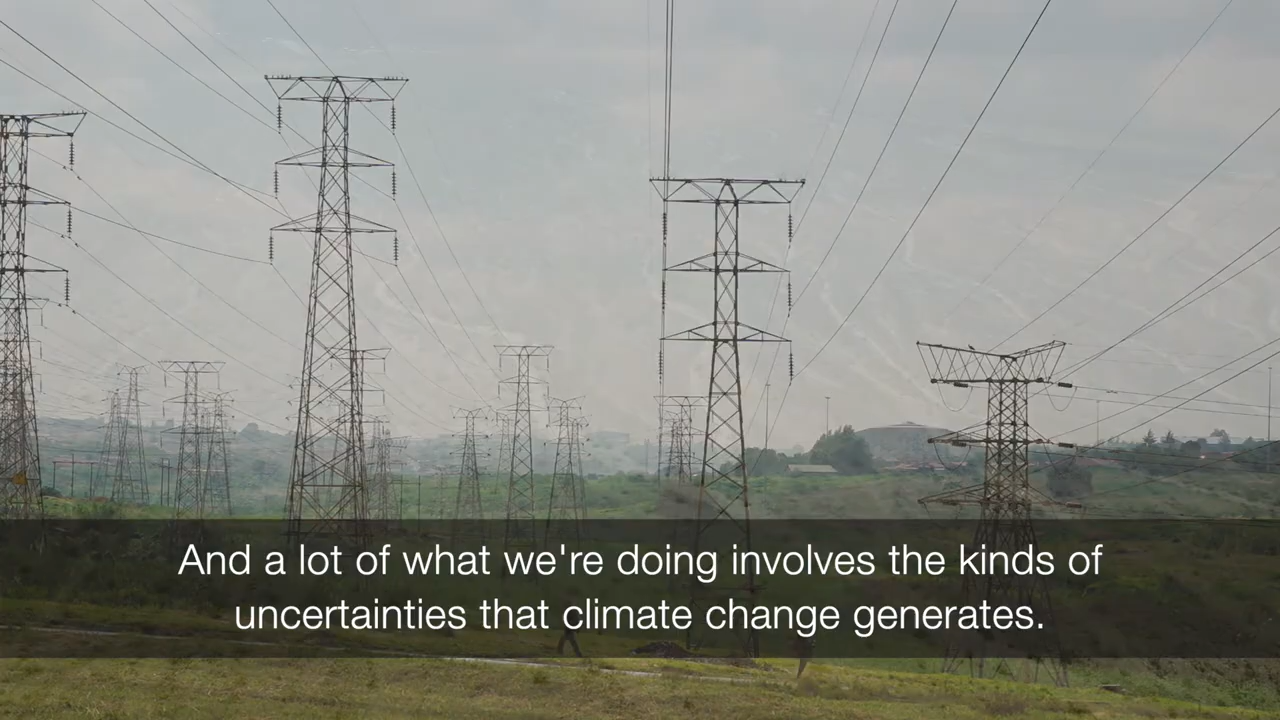 And a lot of what we're doing involves the kinds of
uncertainties that climate change generates.